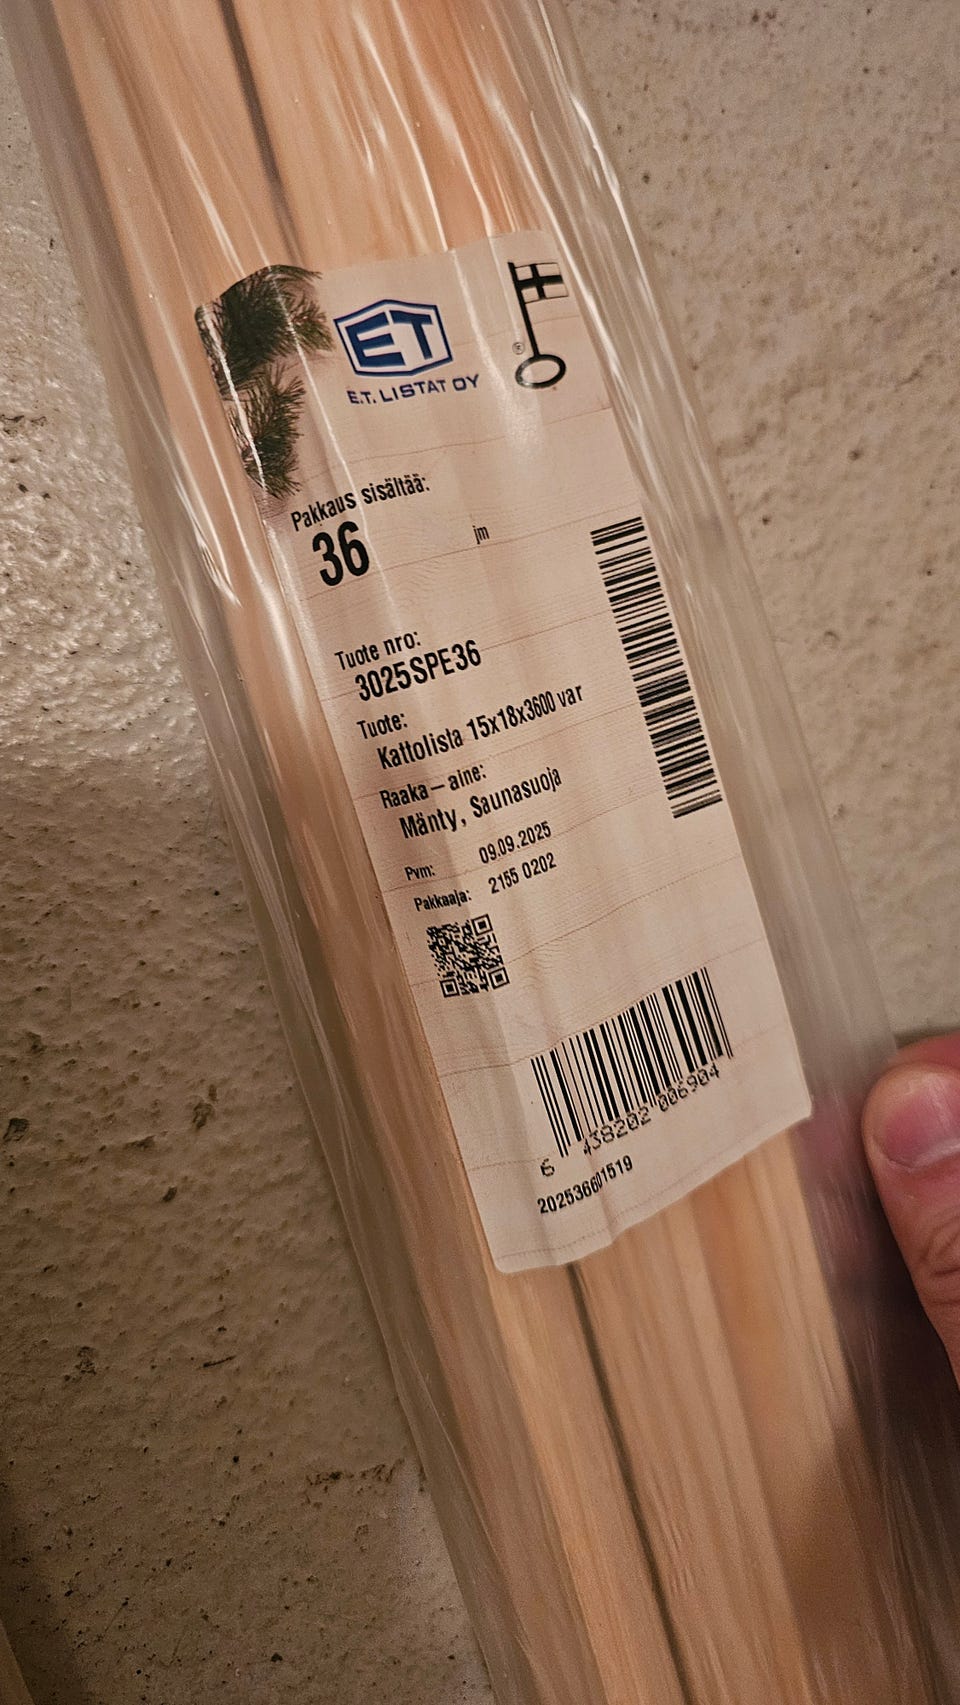 ET
E.T. LISTAT OY
®
Pakkaus sisältää:
36 jm
Tuote nro:
3025SPE36
Tuote:
Kattolista 15x18x3600 var
Raaka-aine:
Mänty, Saunasuoja
Pvm: 09.09.2025
Pakkaaja: 2155 0202
6 438202 006904
202536601519